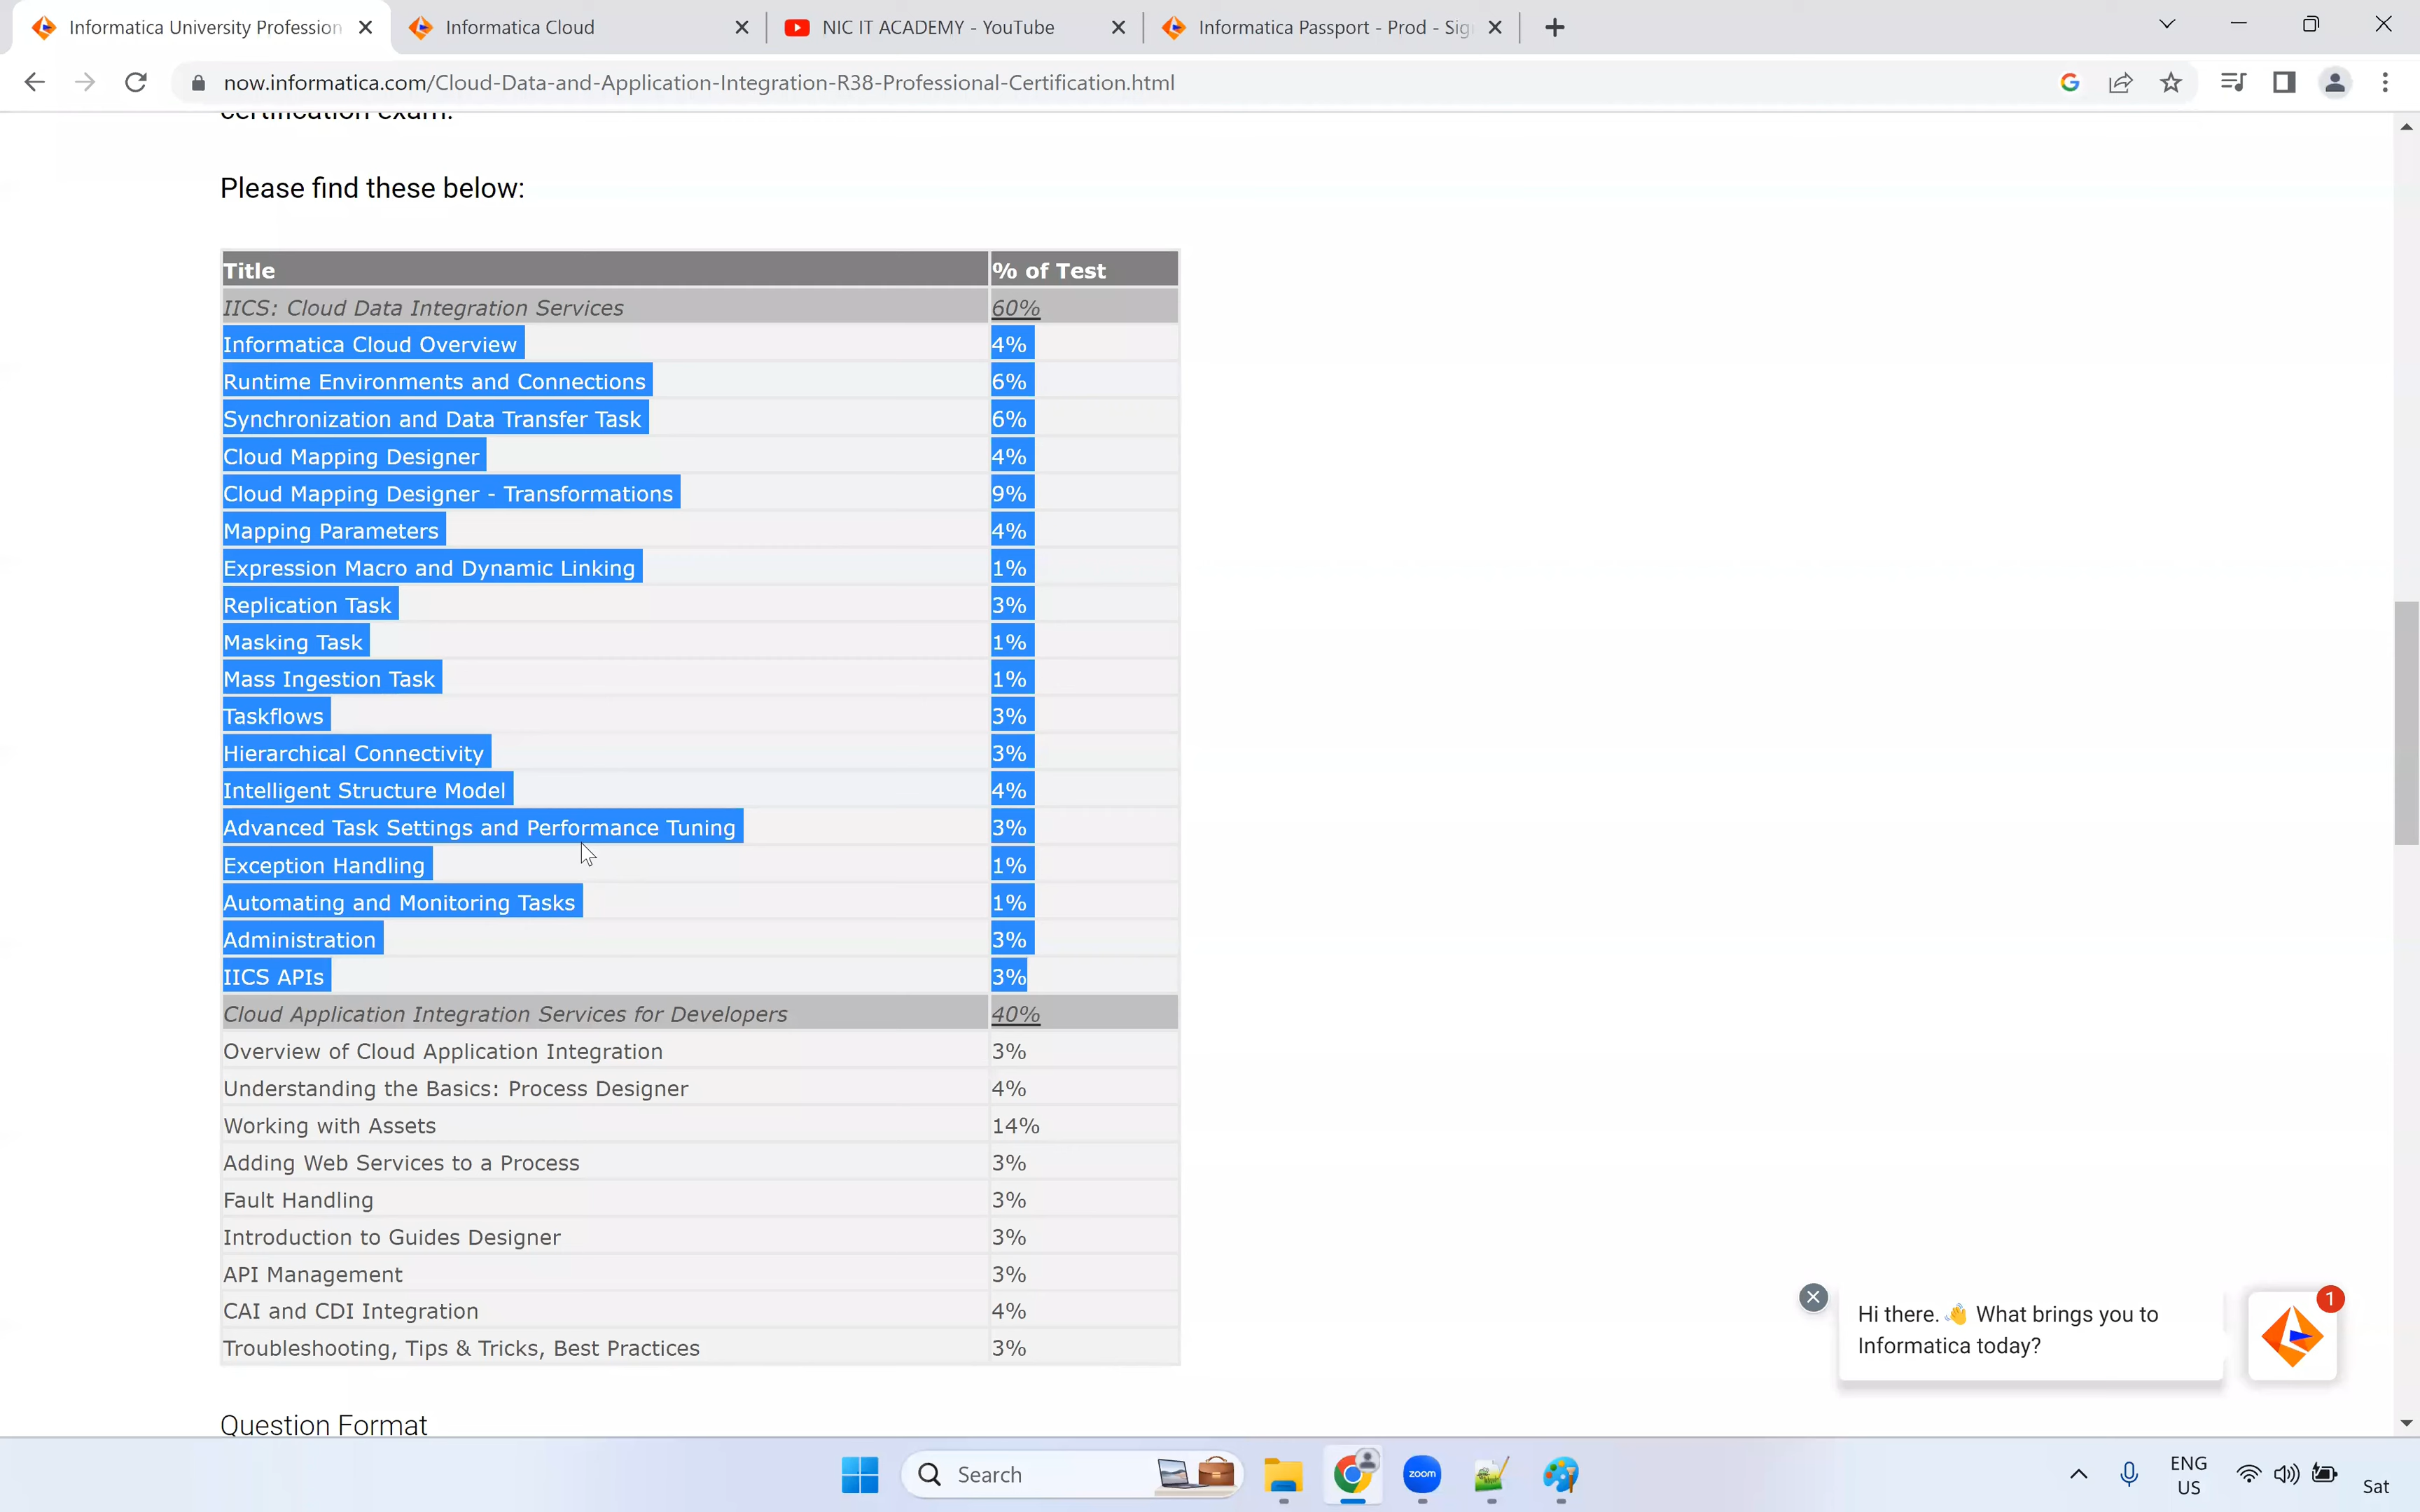 Informatica University Profession
Informatica Cloud
NIC IT ACADEMY - YouTube
Informatica Passport - Prod - Sig
now.informatica.com/Cloud-Data-and-Application-Integration-R38-Professional-Certification.html
certification exam.
Please find these below:
Title % of Test
IICS: Cloud Data Integration Services 60%
Informatica Cloud Overview 4%
Runtime Environments and Connections 6%
Synchronization and Data Transfer Task 6%
Cloud Mapping Designer 4%
Cloud Mapping Designer - Transformations 9%
Mapping Parameters 4%
Expression Macro and Dynamic Linking 1%
Replication Task 3%
Masking Task 1%
Mass Ingestion Task 1%
Taskflows 3%
Hierarchical Connectivity 3%
Intelligent Structure Model 4%
Advanced Task Settings and Performance Tuning 3%
Exception Handling 1%
Automating and Monitoring Tasks 1%
Administration 3%
IICS APIs 3%
Cloud Application Integration Services for Developers 40%
Overview of Cloud Application Integration 3%
Understanding the Basics: Process Designer 4%
Working with Assets 14%
Adding Web Services to a Process 3%
Fault Handling 3%
Introduction to Guides Designer 3%
API Management 3%
CAI and CDI Integration 4%
Troubleshooting, Tips & Tricks, Best Practices 3%
Question Format
Hi there. 👋 What brings you to
Informatica today?
1
Search
zoom
ENG
US
Sat